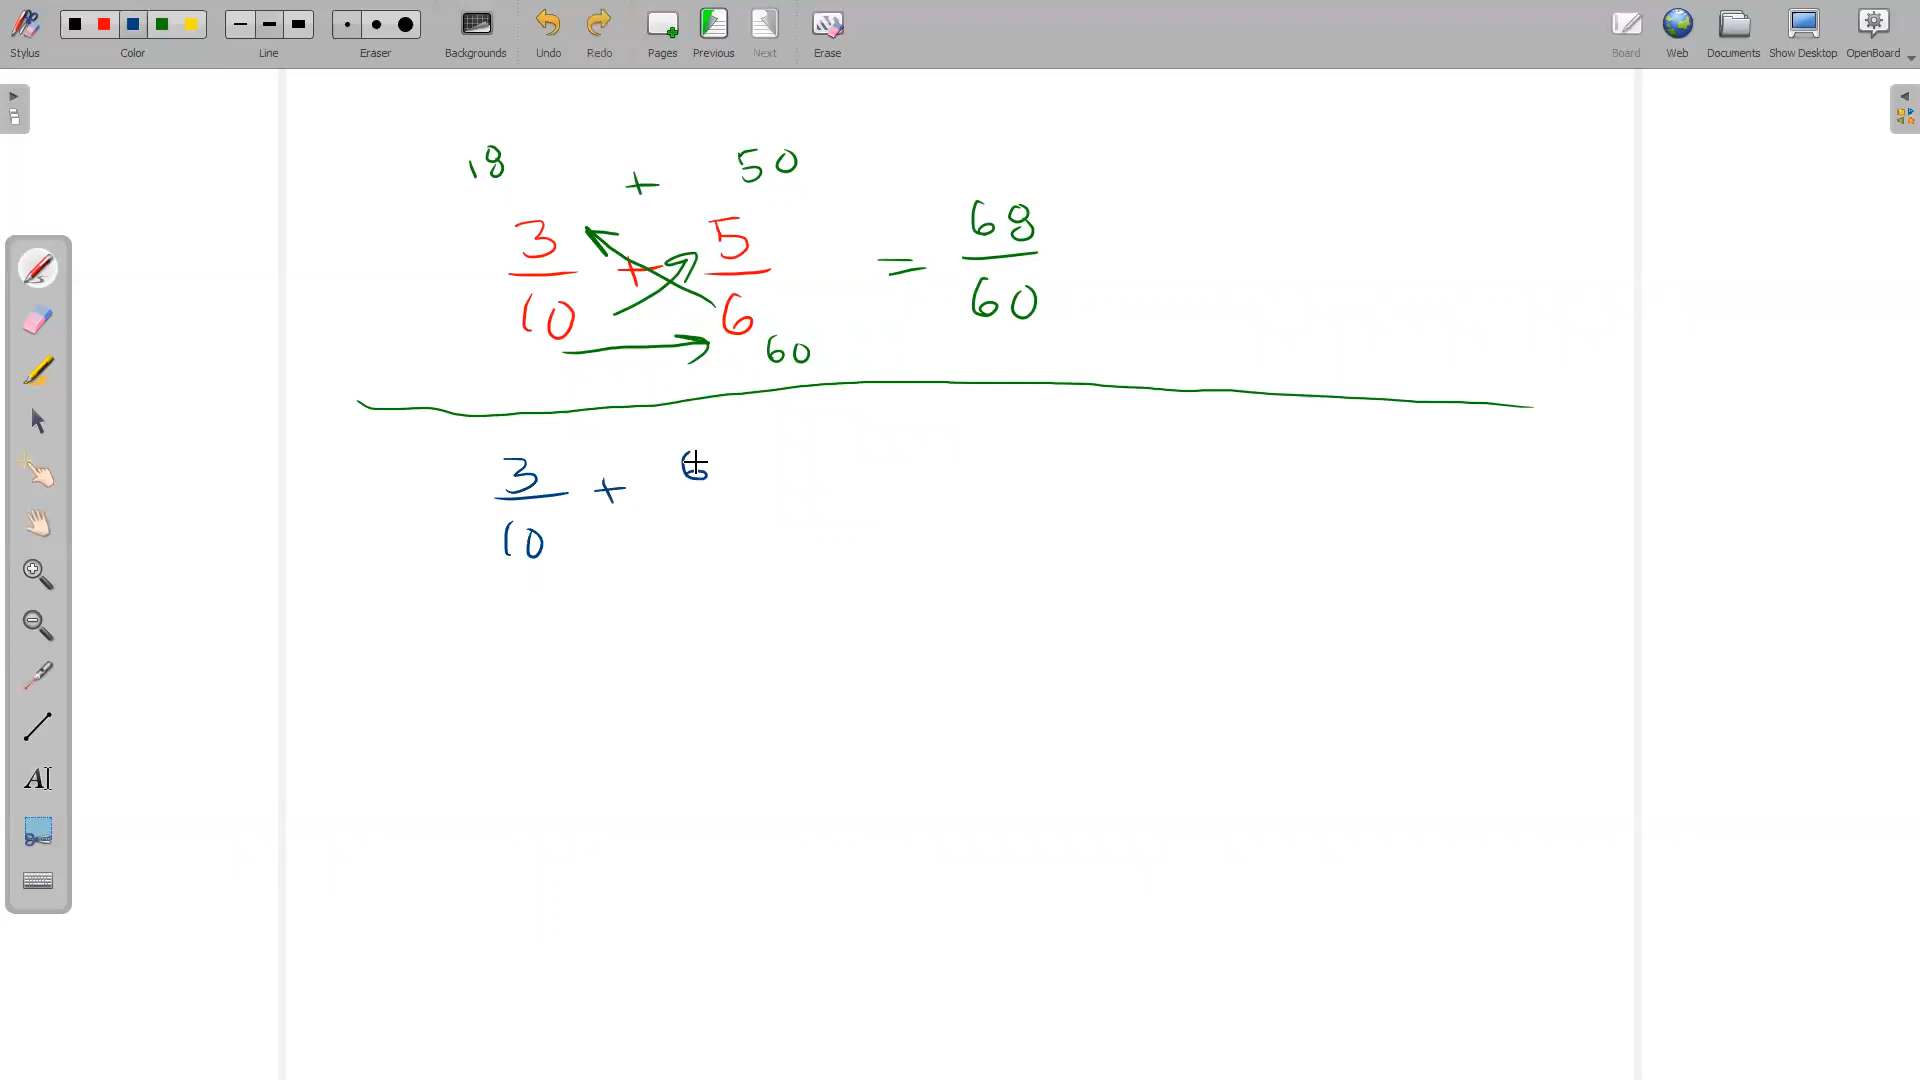 Stylus Color Line Eraser Backgrounds Undo Redo Pages Previous Next Erase Board Web Documents Show Desktop OpenBoard
18 + 50
3/10 + 5/6 = 68/60
60
3/10 +